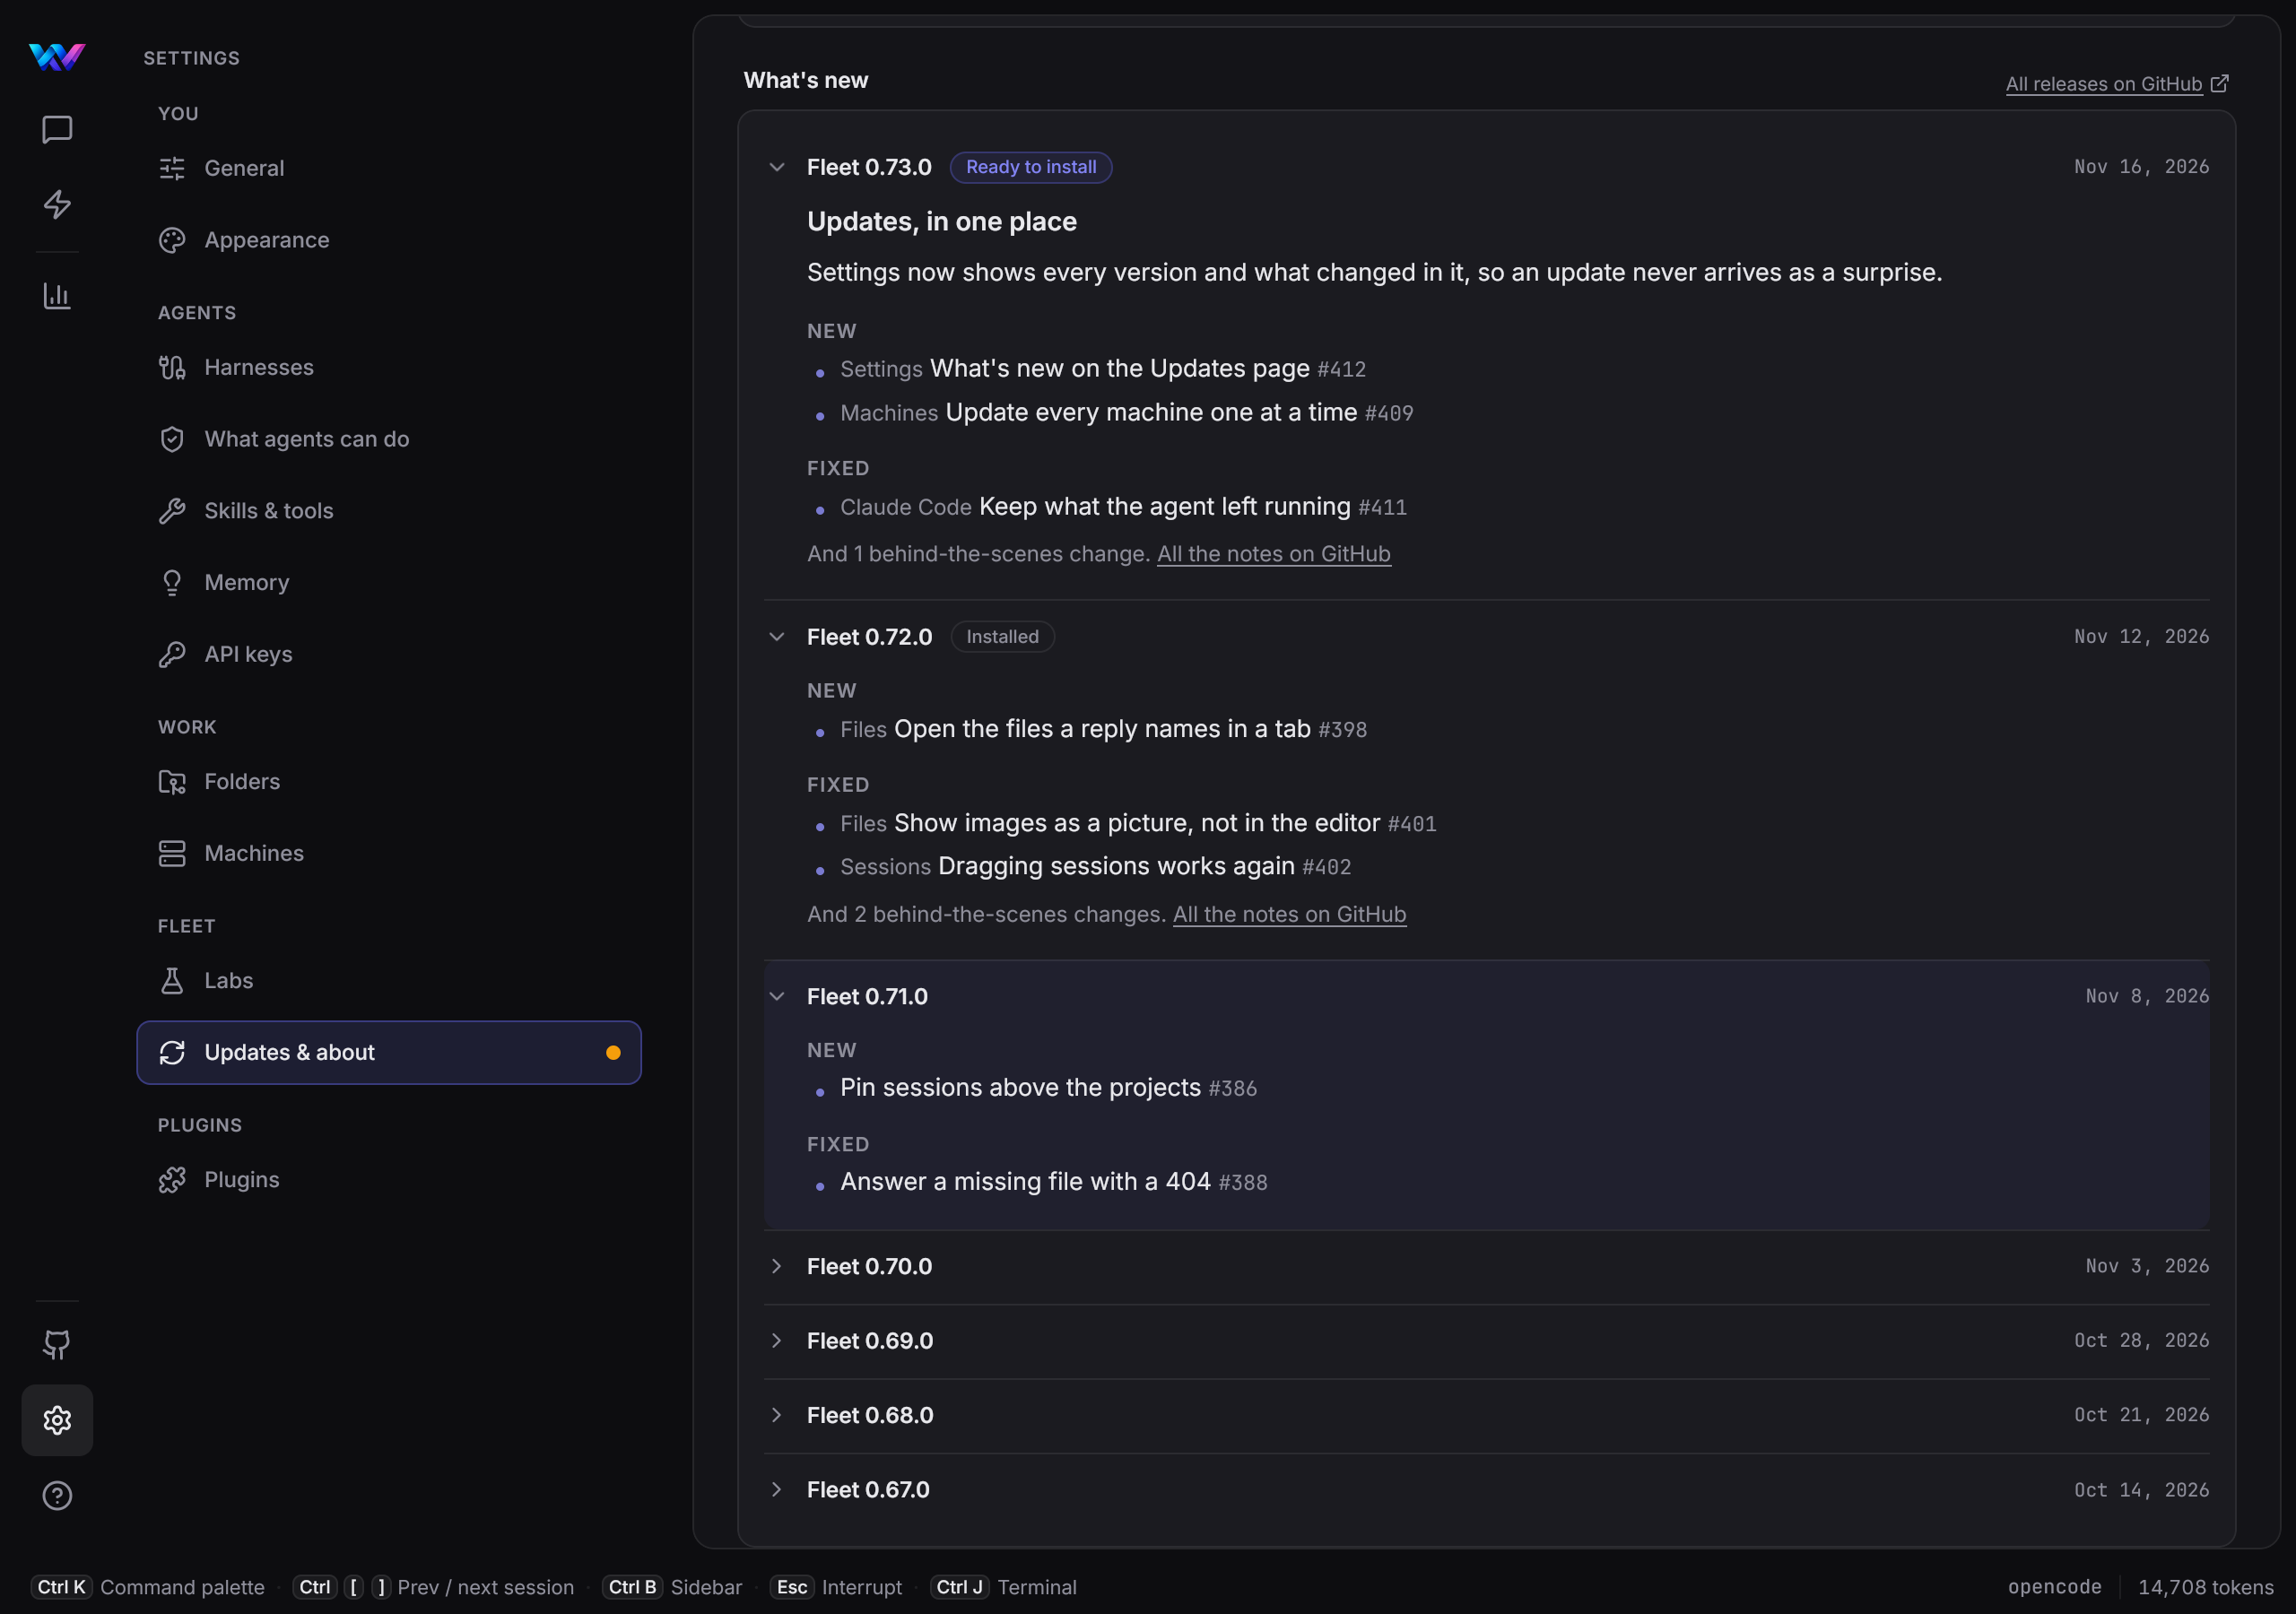 SETTINGS
YOU
General
Appearance
AGENTS
Harnesses
What agents can do
Skills & tools
Memory
API keys
WORK
Folders
Machines
FLEET
Labs
Updates & about
PLUGINS
Plugins
What's new
All releases on GitHub
Fleet 0.73.0 Ready to install Nov 16, 2026
Updates, in one place
Settings now shows every version and what changed in it, so an update never arrives as a surprise.
NEW
Settings What's new on the Updates page #412
Machines Update every machine one at a time #409
FIXED
Claude Code Keep what the agent left running #411
And 1 behind-the-scenes change. All the notes on GitHub
Fleet 0.72.0 Installed Nov 12, 2026
NEW
Files Open the files a reply names in a tab #398
FIXED
Files Show images as a picture, not in the editor #401
Sessions Dragging sessions works again #402
And 2 behind-the-scenes changes. All the notes on GitHub
Fleet 0.71.0 Nov 8, 2026
NEW
Pin sessions above the projects #386
FIXED
Answer a missing file with a 404 #388
Fleet 0.70.0 Nov 3, 2026
Fleet 0.69.0 Oct 28, 2026
Fleet 0.68.0 Oct 21, 2026
Fleet 0.67.0 Oct 14, 2026
Ctrl K Command palette · Ctrl [ ] Prev / next session · Ctrl B Sidebar · Esc Interrupt · Ctrl J Terminal
opencode 14,708 tokens